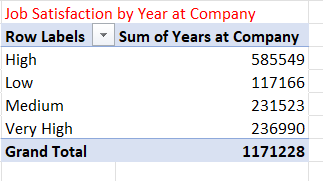 Job Satisfaction by Year at Company
Row Labels Sum of Years at Company
High 585549
Low 117166
Medium 231523
Very High 236990
Grand Total 1171228